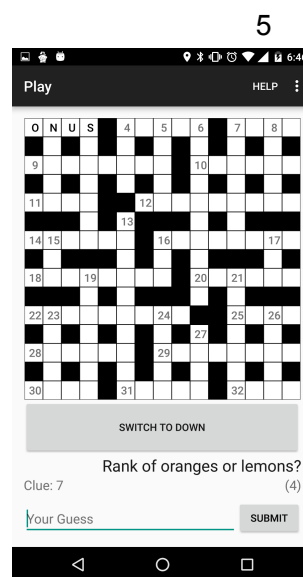 5
6:46
Play
HELP
O N U S 4 5 6 7 8
9 10
11 12
13
14 15 16 17
18 19 20 21
22 23 24 25 26
27
28 29
30 31 32
SWITCH TO DOWN
Rank of oranges or lemons?
Clue: 7
(4)
Your Guess
SUBMIT